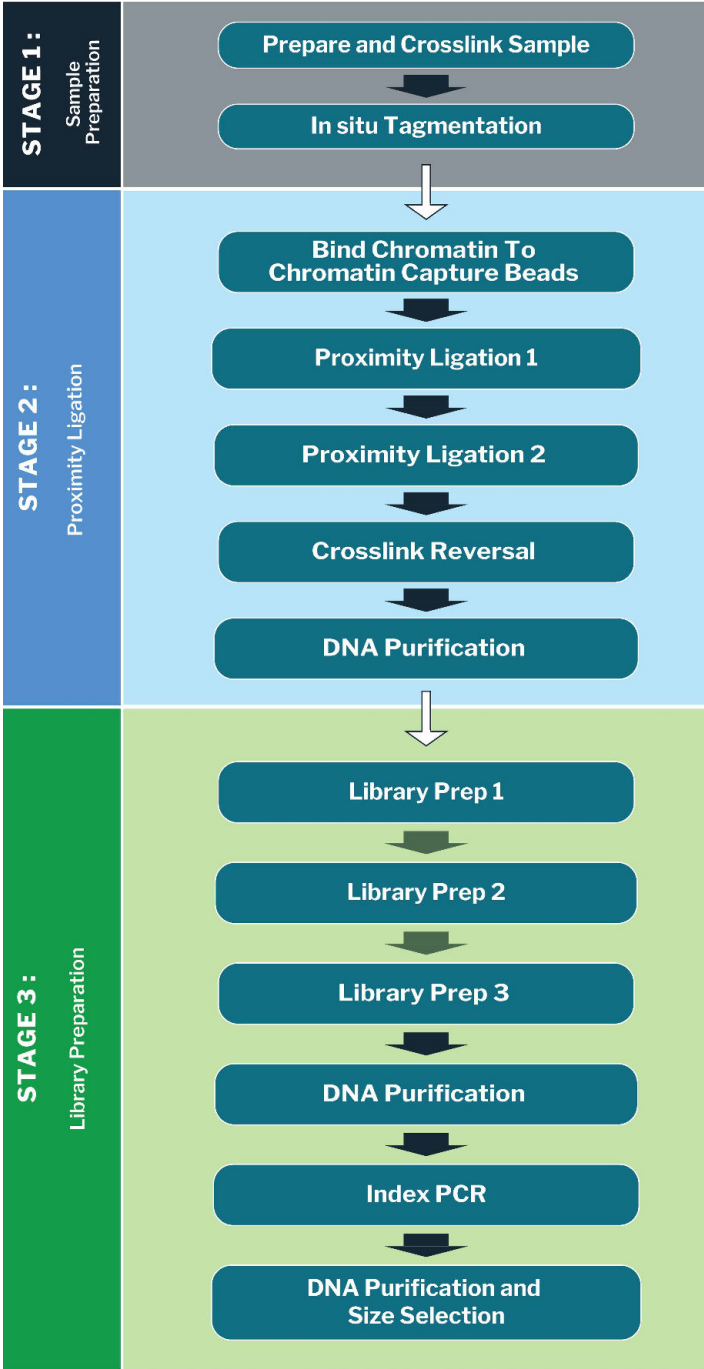 STAGE 1 :
Sample
Preparation
Prepare and Crosslink Sample
In situ Tagmentation
STAGE 2 :
Proximity Ligation
Bind Chromatin To
Chromatin Capture Beads
Proximity Ligation 1
Proximity Ligation 2
Crosslink Reversal
DNA Purification
STAGE 3 :
Library Preparation
Library Prep 1
Library Prep 2
Library Prep 3
DNA Purification
Index PCR
DNA Purification and
Size Selection